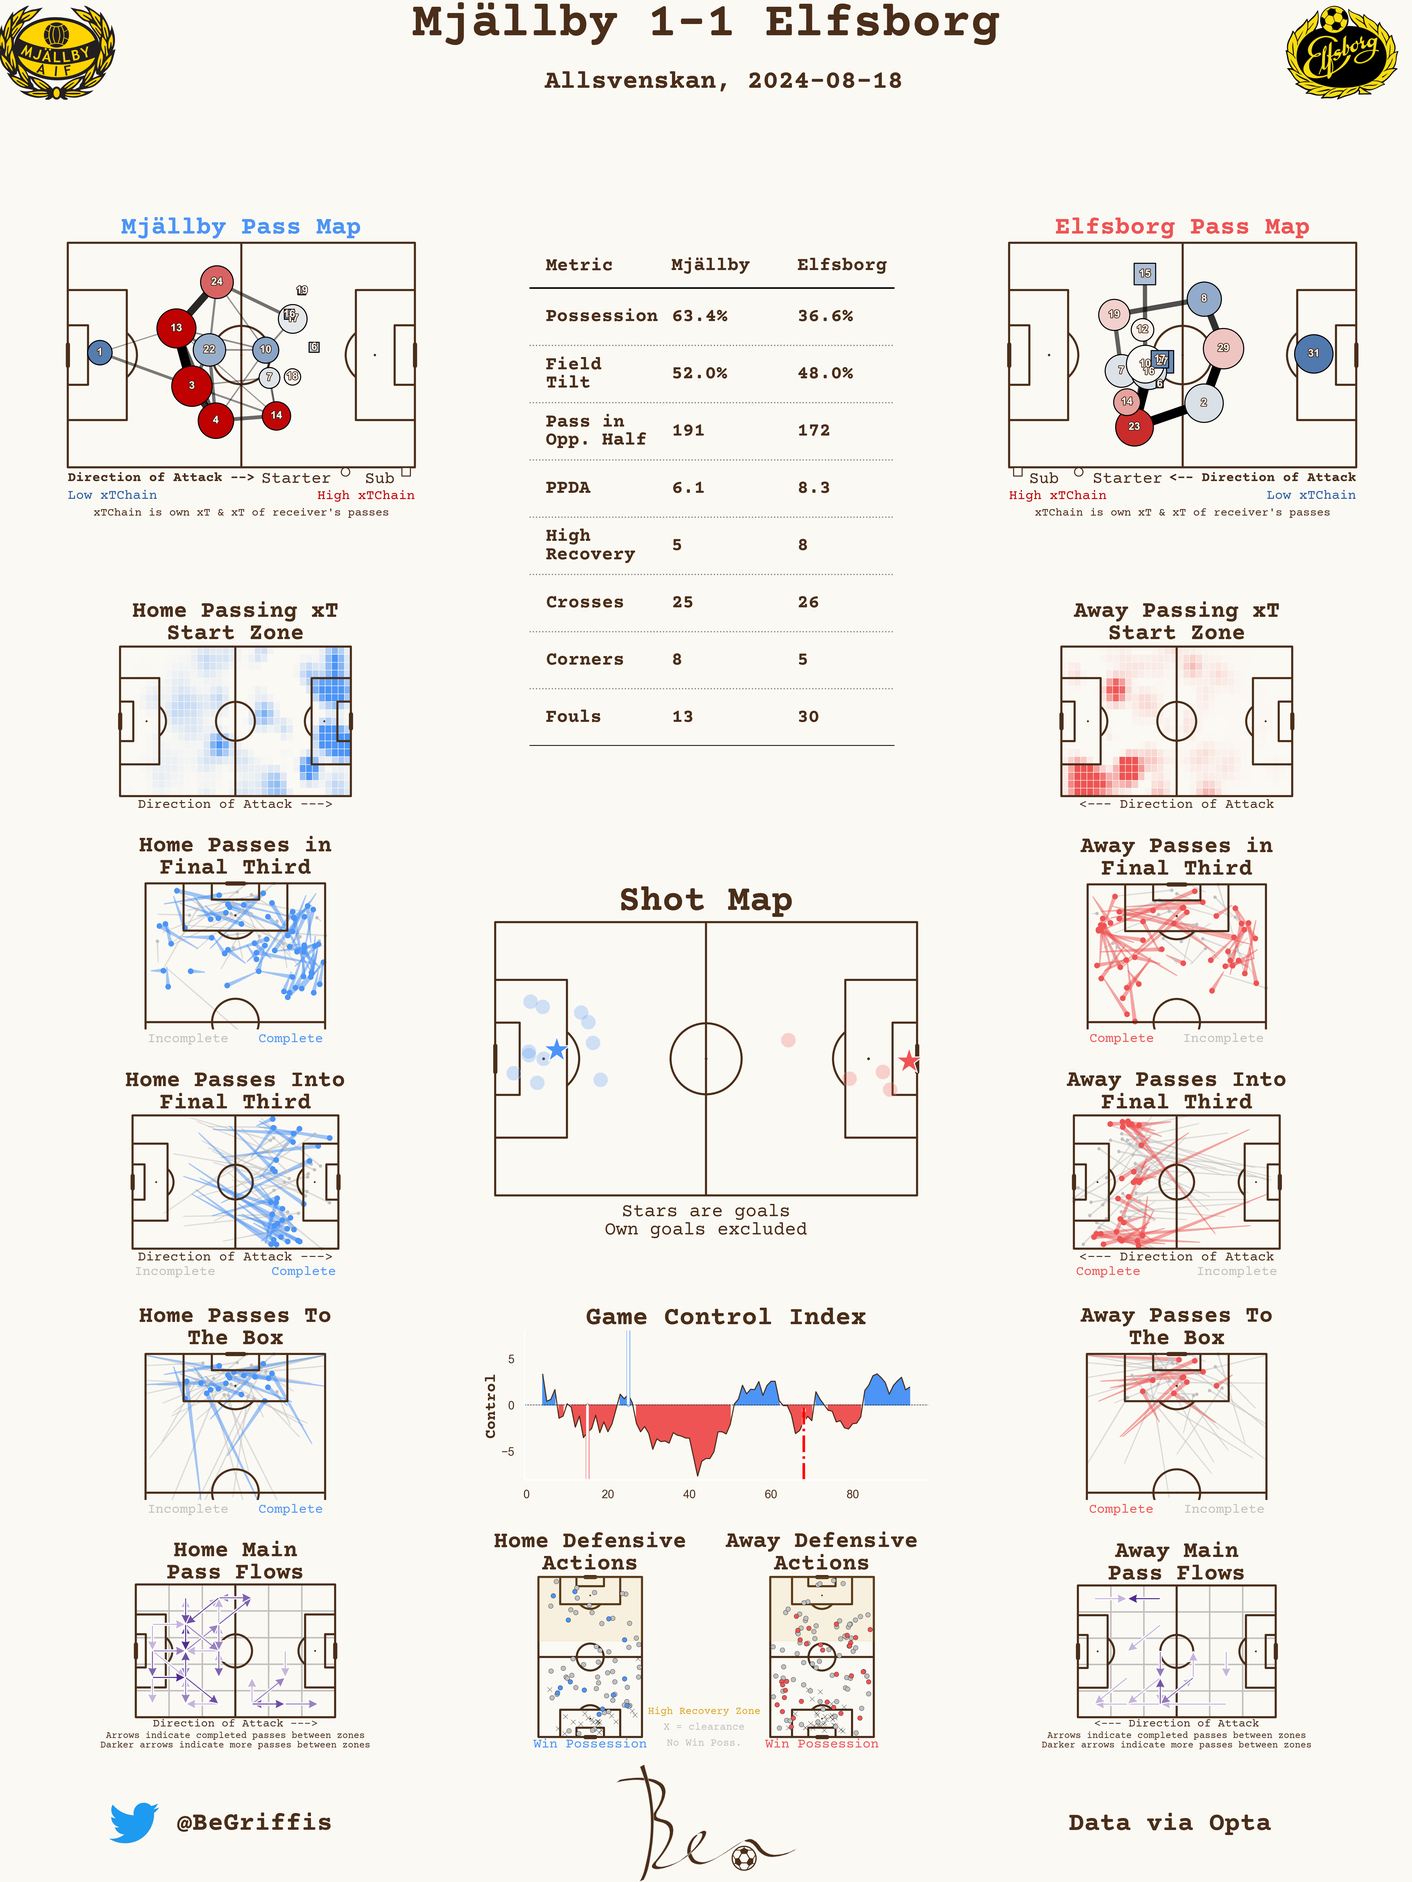 Mjällby 1-1 Elfsborg
Allsvenskan, 2024-08-18
MJÄLLBY
AIF
Elfsborg
Mjällby Pass Map
24
19
16
13
22
10
6
1
7
18
3
4
14
Direction of Attack --> Starter Sub
Low xTChain High xTChain
xTChain is own xT & xT of receiver's passes
Metric Mjällby Elfsborg
Possession 63.4% 36.6%
Field
Tilt 52.0% 48.0%
Pass in
Opp. Half 191 172
PPDA 6.1 8.3
High
Recovery 5 8
Crosses 25 26
Corners 8 5
Fouls 13 30
Elfsborg Pass Map
15
8
19
12
29
31
10
7
6
14
2
23
Sub Starter <-- Direction of Attack
High xTChain Low xTChain
xTChain is own xT & xT of receiver's passes
Home Passing xT
Start Zone
Direction of Attack --->
Away Passing xT
Start Zone
<--- Direction of Attack
Home Passes in
Final Third
Incomplete Complete
Away Passes in
Final Third
Complete Incomplete
Shot Map
Stars are goals
Own goals excluded
Home Passes Into
Final Third
Direction of Attack --->
Incomplete Complete
Away Passes Into
Final Third
<--- Direction of Attack
Complete Incomplete
Home Passes To
The Box
Incomplete Complete
Game Control Index
Control
5
0
−5
0 20 40 60 80
Away Passes To
The Box
Complete Incomplete
Home Main
Pass Flows
Direction of Attack --->
Arrows indicate completed passes between zones
Darker arrows indicate more passes between zones
Home Defensive
Actions
Win Possession
Away Defensive
Actions
Win Possession
High Recovery Zone
X = clearance
No Win Poss.
Away Main
Pass Flows
<--- Direction of Attack
Arrows indicate completed passes between zones
Darker arrows indicate more passes between zones
@BeGriffis
Ben
Data via Opta